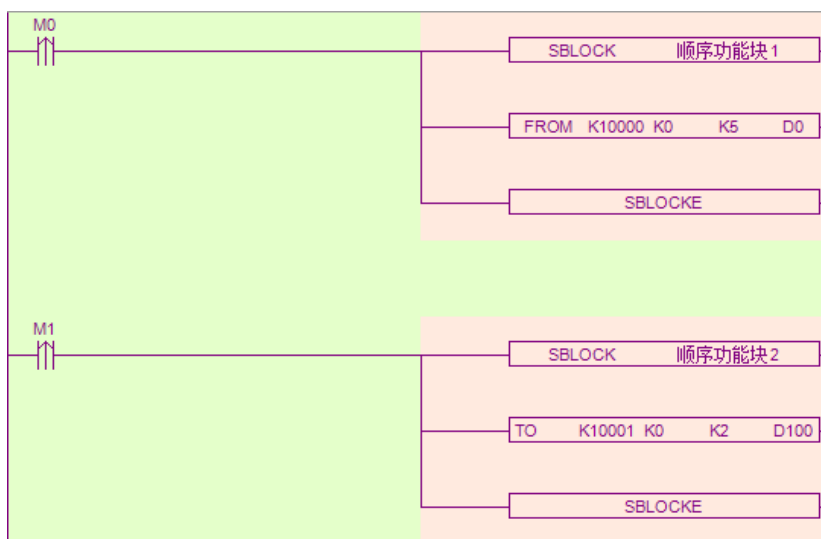 M0
SBLOCK 顺序功能块1
FROM K10000 K0 K5 D0
SBLOCKE
M1
SBLOCK 顺序功能块2
TO K10001 K0 K2 D100
SBLOCKE